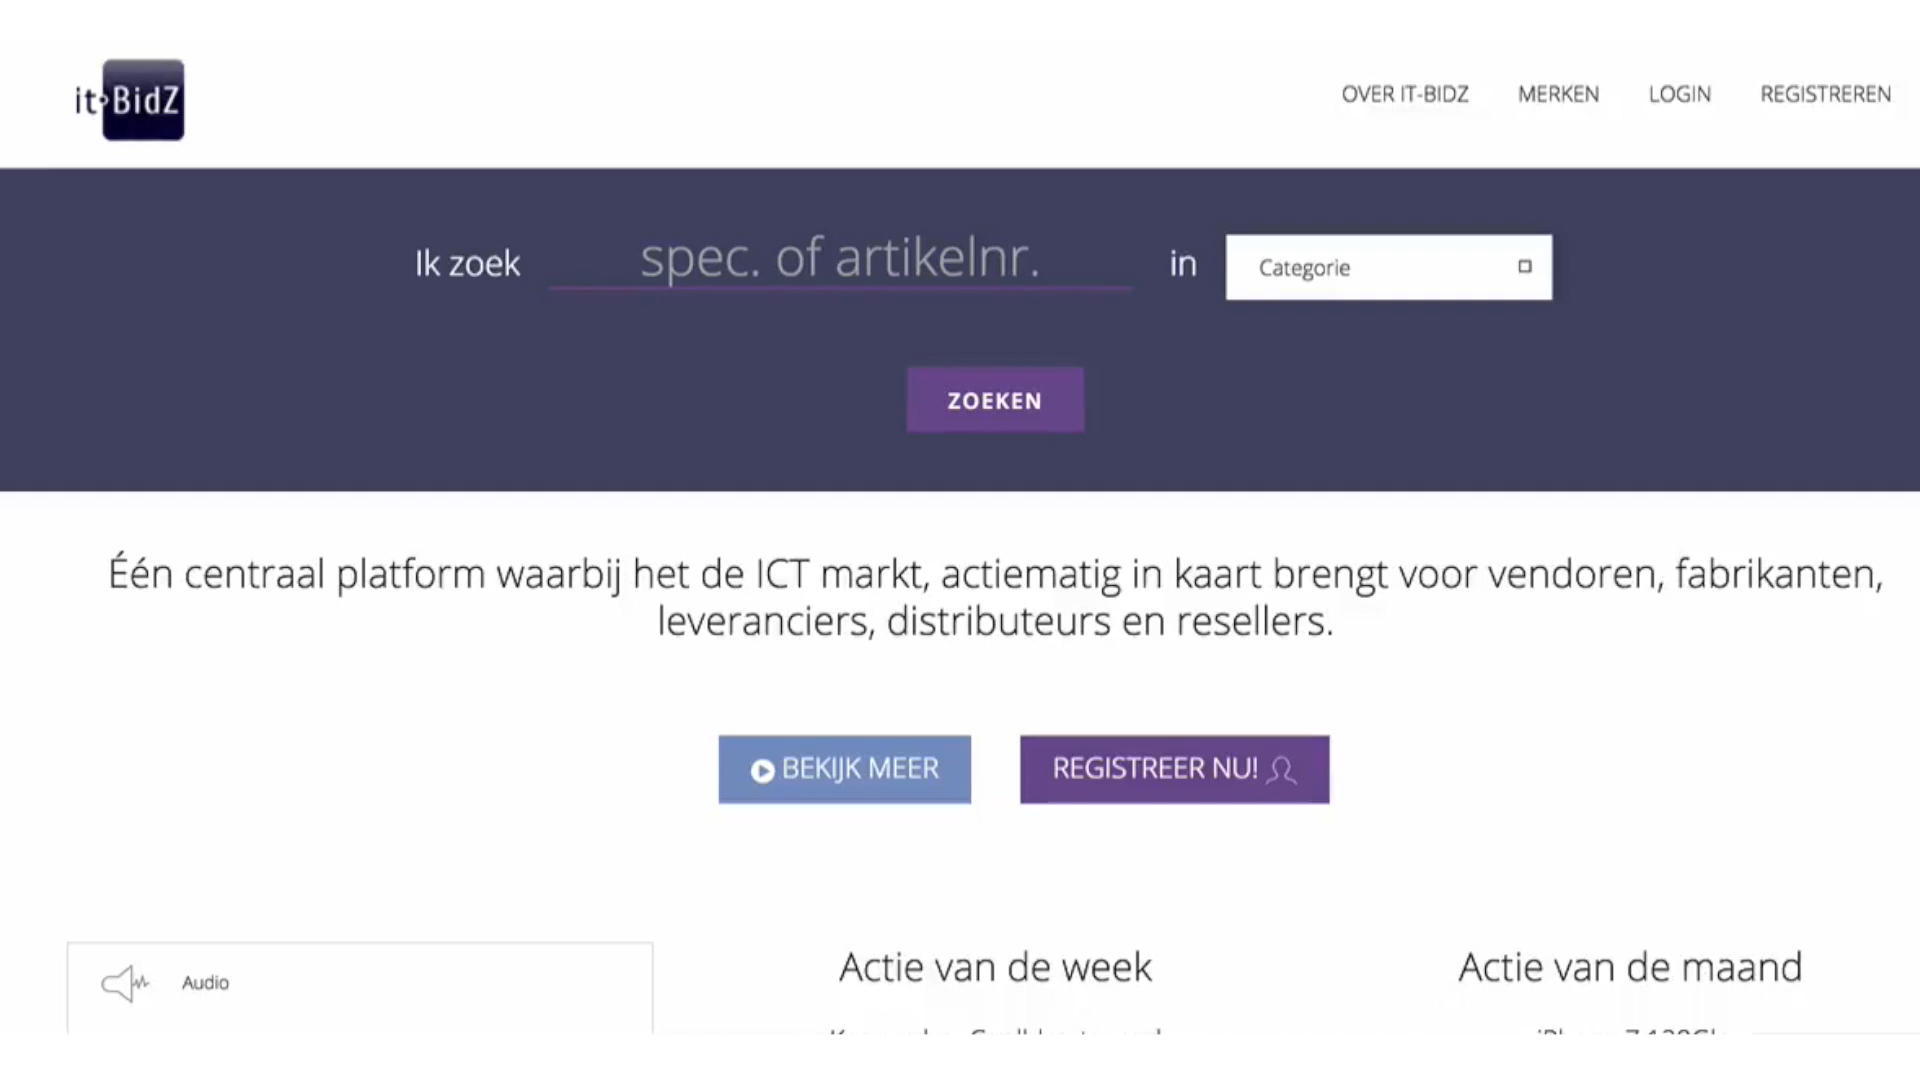 it-BidZ
OVER IT-BIDZ MERKEN LOGIN REGISTREREN
Ik zoek spec. of artikelnr. in Categorie
ZOEKEN
Één centraal platform waarbij het de ICT markt, actiematig in kaart brengt voor vendoren, fabrikanten,
leveranciers, distributeurs en resellers.
BEKIJK MEER REGISTREER NU!
Audio
Actie van de week
Actie van de maand